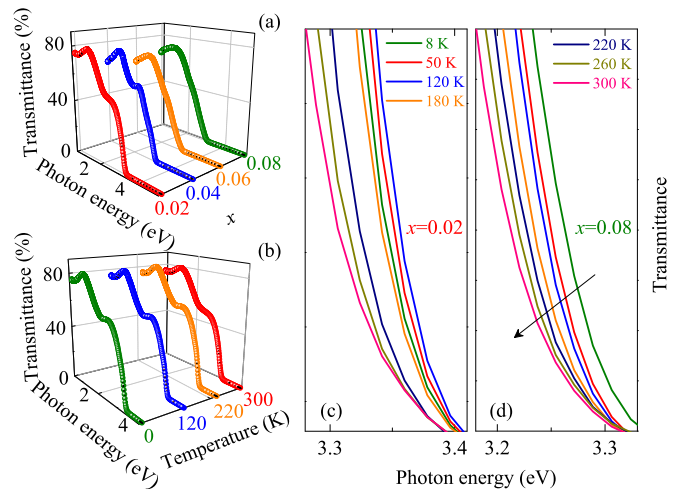 (a)
Transmittance (%)
80
40
0
2
4
Photon energy (eV)
0.02
0.04
0.06
0.08
x
(b)
Transmittance (%)
80
40
0
2
4
Photon energy (eV)
0
120
220
300
Temperature (K)
8 K
50 K
120 K
180 K
x=0.02
(c)
3.3
3.4
220 K
260 K
300 K
x=0.08
(d)
3.2
3.3
Transmittance
Photon energy (eV)